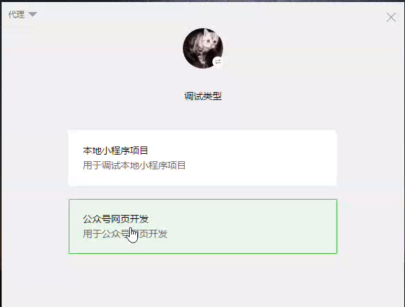 代理
调试类型
本地小程序项目
用于调试本地小程序项目
公众号网页开发
用于公众号网页开发